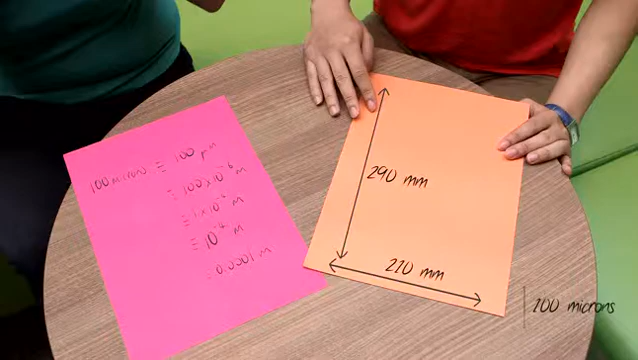 100 microns = 100 μm
= 100 x 10⁻⁶ m
= 1 x 10⁻⁴ m
= 10⁻⁴ m
= 0.0001 m
290 mm
210 mm
100 microns